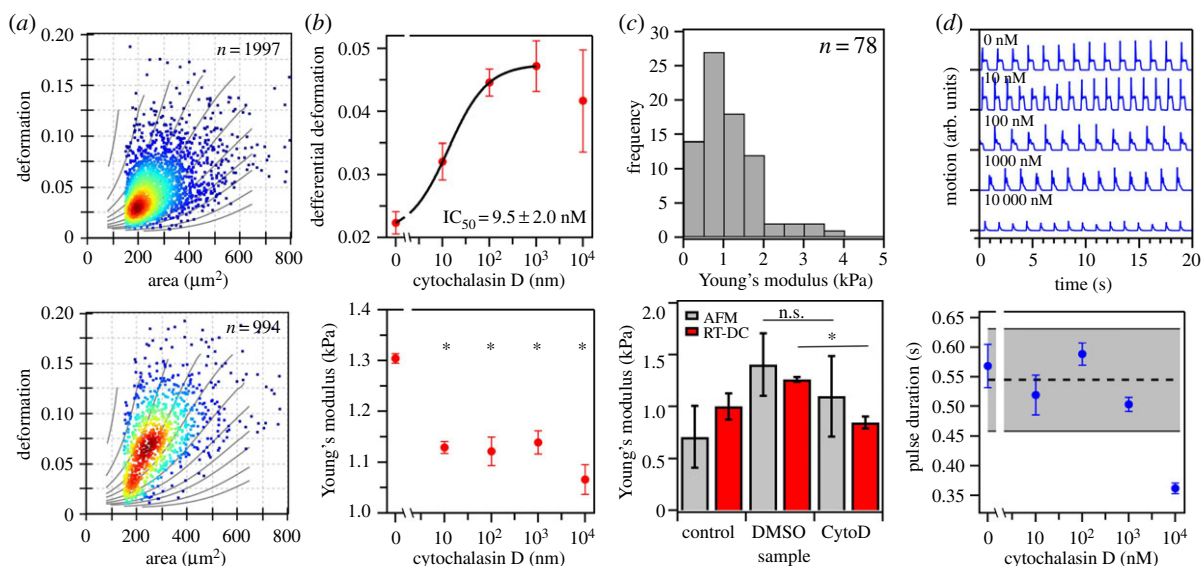 (a)
n = 1997
deformation
0.20
0.15
0.10
0.05
0
0 200 400 600 800
area (μm²)
n = 994
deformation
0.20
0.15
0.10
0.05
0
0 200 400 600 800
area (μm²)
(b)
defferential deformation
0.05
0.04
0.03
0.02
IC₅₀ = 9.5 ± 2.0 nM
0 10 10² 10³ 10⁴
cytochalasin D (nm)
Young's modulus (kPa)
1.4
1.3
1.2
1.1
1.0
* * * *
0 10 10² 10³ 10⁴
cytochalasin D (nm)
(c)
n = 78
frequency
30
25
20
15
10
5
0
0 1 2 3 4 5
Young's modulus (kPa)
AFM
RT-DC
n.s.
*
Young's modulus (kPa)
2.0
1.5
1.0
0.5
0
control DMSO CytoD
sample
(d)
motion (arb. units)
0 nM
10 nM
100 nM
1000 nM
10 000 nM
0 5 10 15 20
time (s)
pulse duration (s)
0.65
0.60
0.55
0.50
0.45
0.40
0.35
0 10 10² 10³ 10⁴
cytochalasin D (nM)